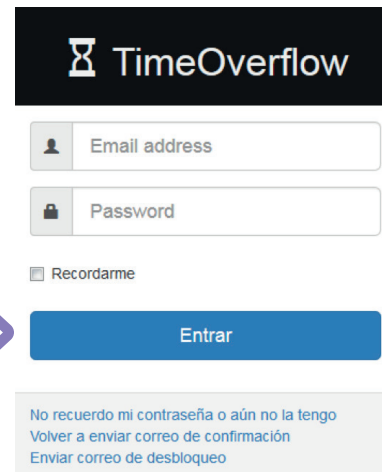 TimeOverflow
Email address
Password
Recordarme
Entrar
No recuerdo mi contraseña o aún no la tengo
Volver a enviar correo de confirmación
Enviar correo de desbloqueo